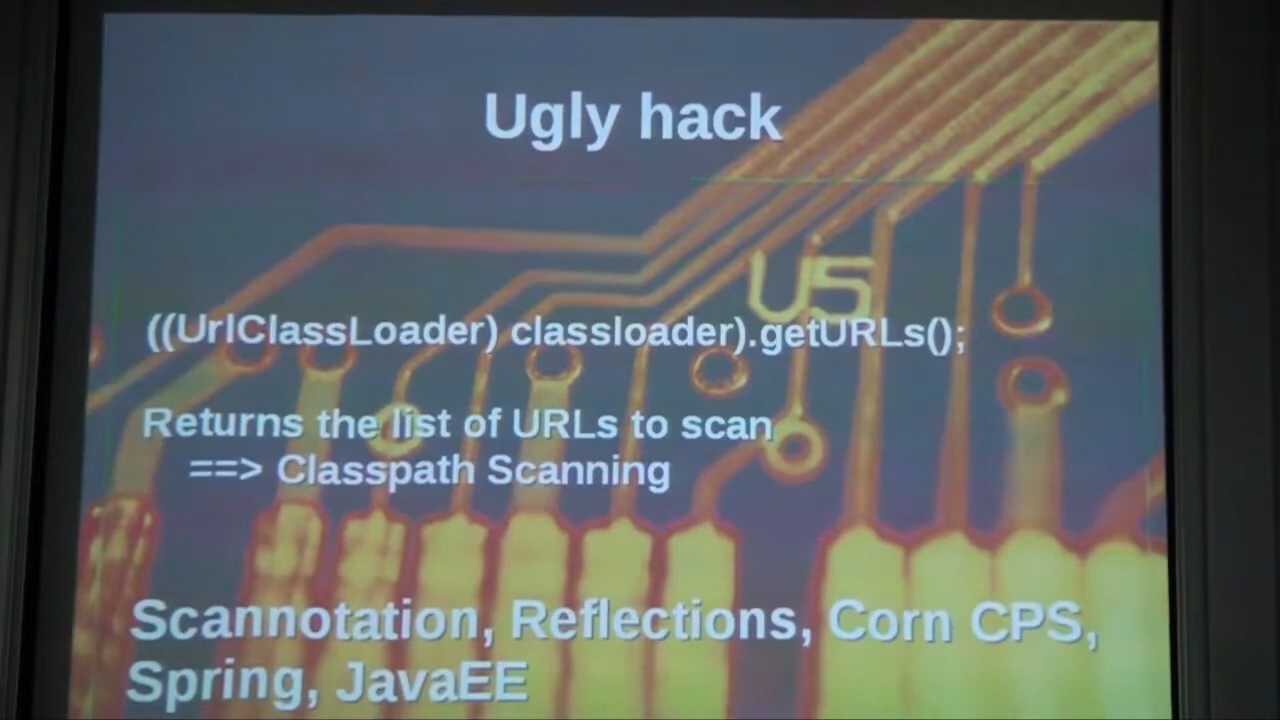 Ugly hack
U5
((UrlClassLoader) classloader).getURLs();
Returns the list of URLs to scan
==> Classpath Scanning
Scannotation, Reflections, Corn CPS,
Spring, JavaEE